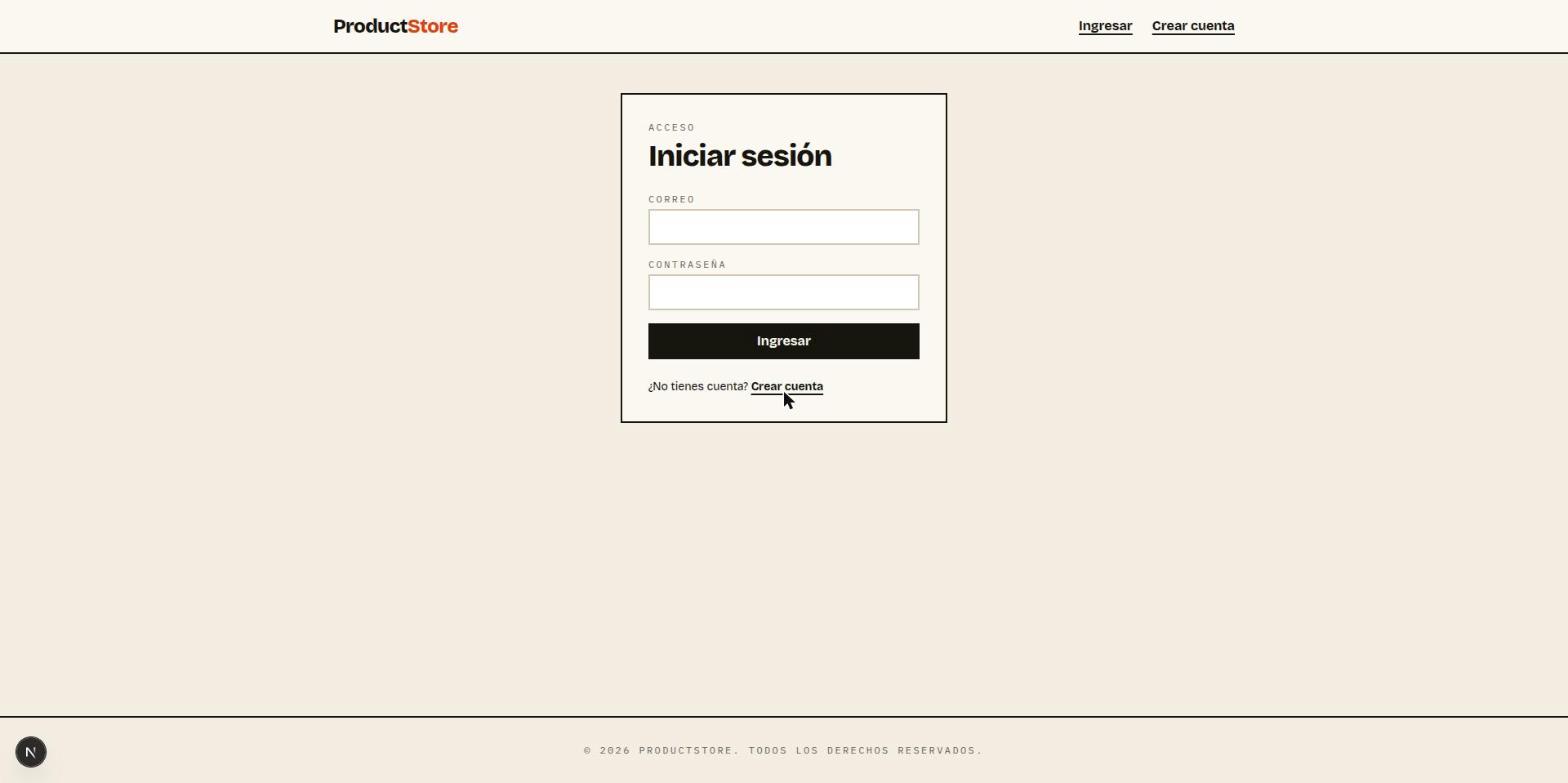 ProductStore
Ingresar Crear cuenta
ACCESO
Iniciar sesión
CORREO
CONTRASEÑA
Ingresar
¿No tienes cuenta? Crear cuenta
© 2026 PRODUCTSTORE. TODOS LOS DERECHOS RESERVADOS.
N